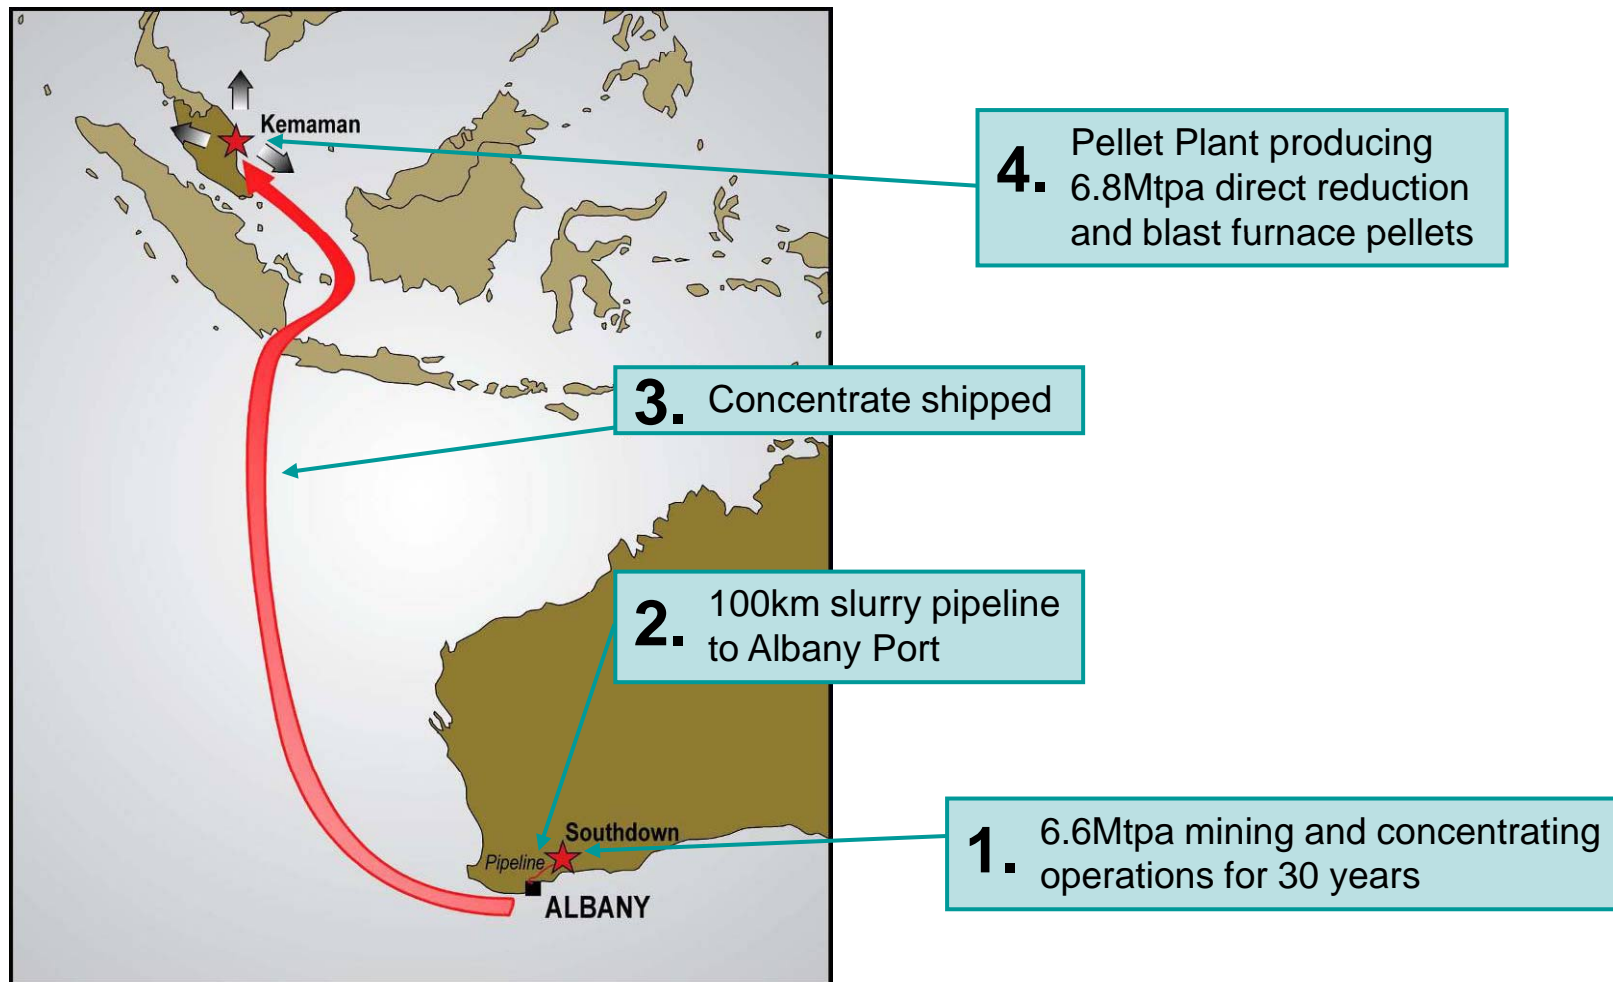 Kemaman
4. Pellet Plant producing
6.8Mtpa direct reduction
and blast furnace pellets
3. Concentrate shipped
2. 100km slurry pipeline
to Albany Port
Southdown
Pipeline
ALBANY
1. 6.6Mtpa mining and concentrating
operations for 30 years